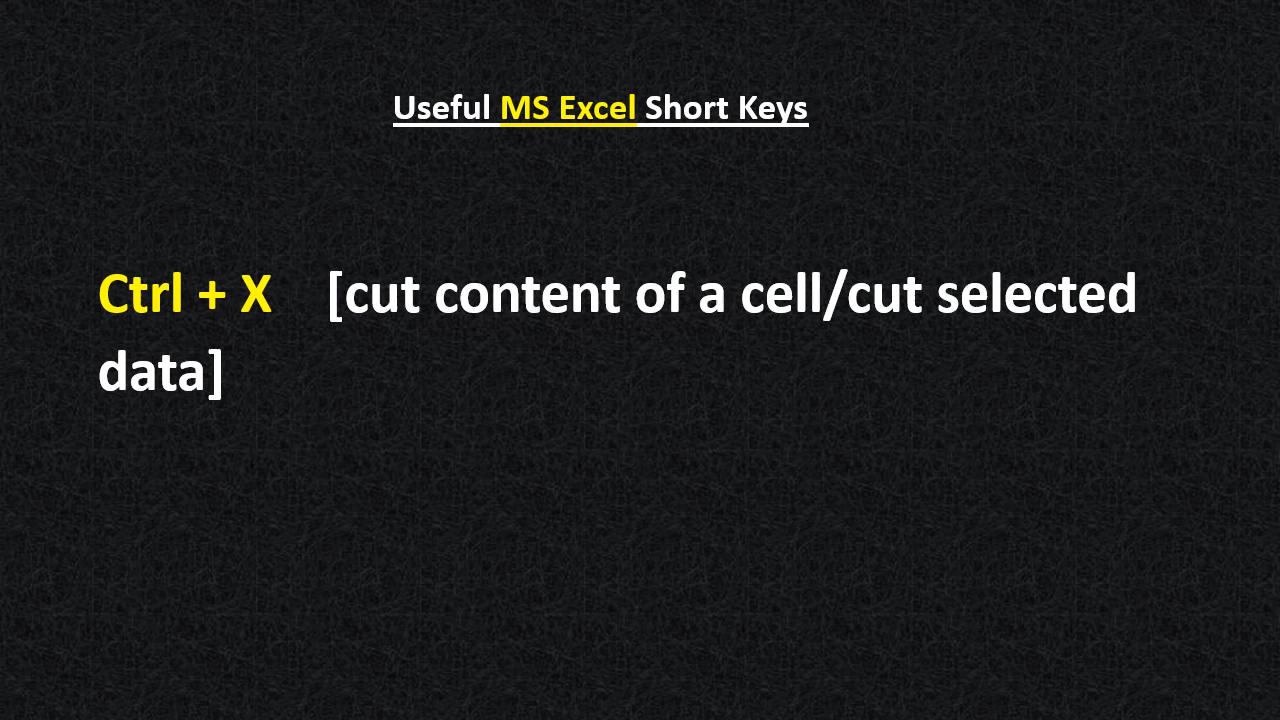 Useful MS Excel Short Keys
Ctrl + X [cut content of a cell/cut selected
data]